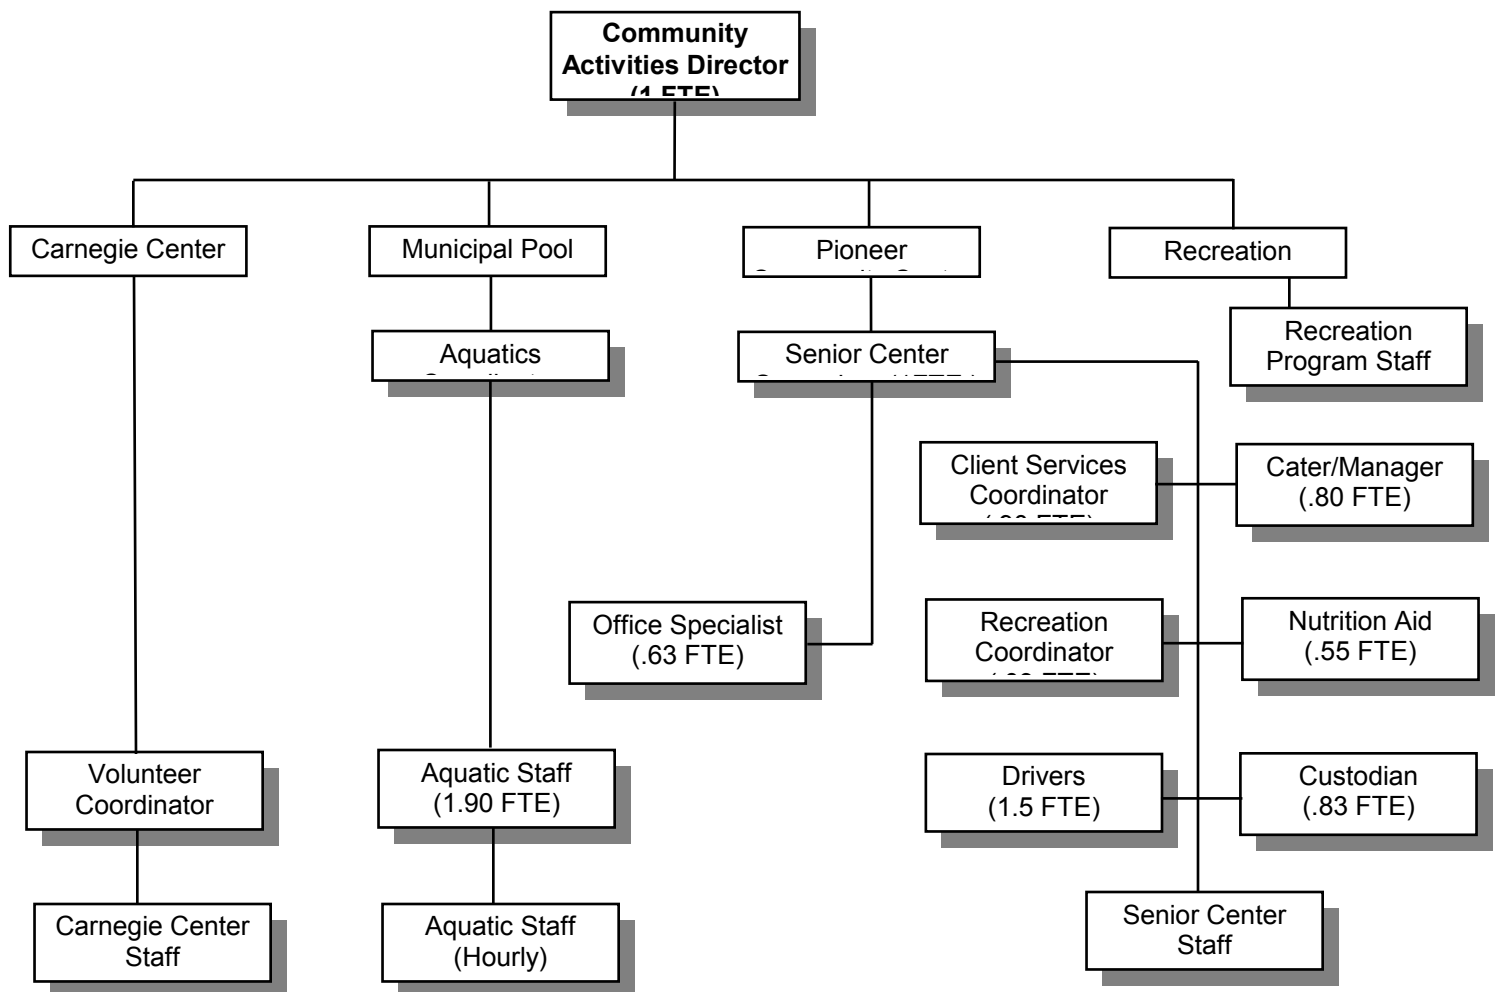 Community
Activities Director
(1 FTE)
Carnegie Center
Municipal Pool
Pioneer
Recreation
Recreation
Program Staff
Aquatics
Senior Center
Client Services
Coordinator
Cater/Manager
(.80 FTE)
Office Specialist
(.63 FTE)
Recreation
Coordinator
Nutrition Aid
(.55 FTE)
Volunteer
Coordinator
Aquatic Staff
(1.90 FTE)
Drivers
(1.5 FTE)
Custodian
(.83 FTE)
Carnegie Center
Staff
Aquatic Staff
(Hourly)
Senior Center
Staff